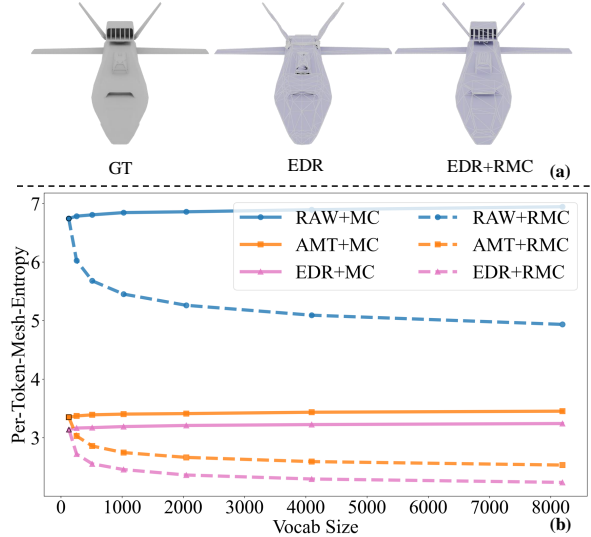 GT
EDR
EDR+RMC
(a)
Per-Token-Mesh-Entropy
7
6
5
4
3
RAW+MC
RAW+RMC
AMT+MC
AMT+RMC
EDR+MC
EDR+RMC
0 1000 2000 3000 4000 5000 6000 7000 8000
Vocab Size
(b)